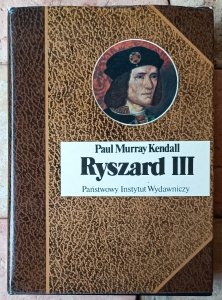 Paul Murray Kendall
Ryszard III
Państwowy Instytut Wydawniczy